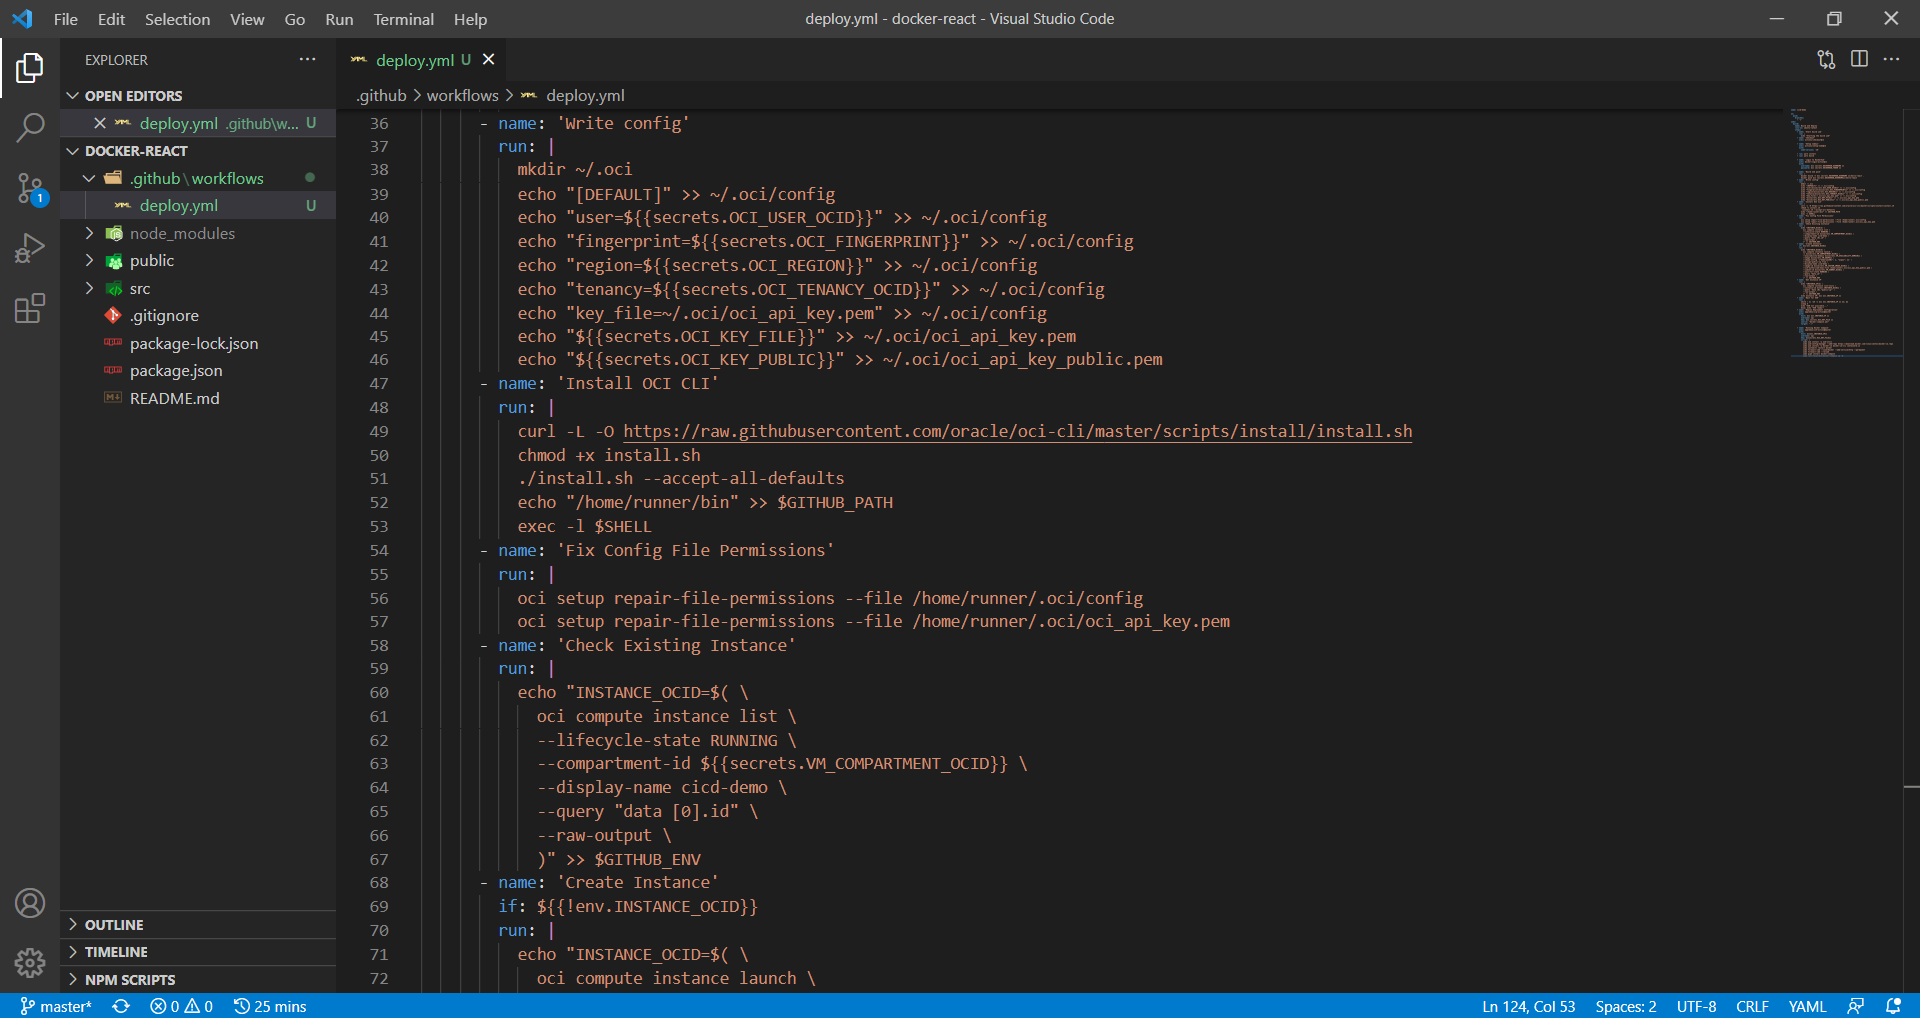 File Edit Selection View Go Run Terminal Help
deploy.yml - docker-react - Visual Studio Code
EXPLORER
OPEN EDITORS
deploy.yml .github\w... U
DOCKER-REACT
.github\workflows
deploy.yml U
node_modules
public
src
.gitignore
package-lock.json
package.json
README.md
OUTLINE
TIMELINE
NPM SCRIPTS
deploy.yml U
.github > workflows > deploy.yml
36 - name: 'Write config'
37 run: |
38 mkdir ~/.oci
39 echo "[DEFAULT]" >> ~/.oci/config
40 echo "user=${{secrets.OCI_USER_OCID}}" >> ~/.oci/config
41 echo "fingerprint=${{secrets.OCI_FINGERPRINT}}" >> ~/.oci/config
42 echo "region=${{secrets.OCI_REGION}}" >> ~/.oci/config
43 echo "tenancy=${{secrets.OCI_TENANCY_OCID}}" >> ~/.oci/config
44 echo "key_file=~/.oci/oci_api_key.pem" >> ~/.oci/config
45 echo "${{secrets.OCI_KEY_FILE}}" >> ~/.oci/oci_api_key.pem
46 echo "${{secrets.OCI_KEY_PUBLIC}}" >> ~/.oci/oci_api_key_public.pem
47 - name: 'Install OCI CLI'
48 run: |
49 curl -L -O https://raw.githubusercontent.com/oracle/oci-cli/master/scripts/install/install.sh
50 chmod +x install.sh
51 ./install.sh --accept-all-defaults
52 echo "/home/runner/bin" >> $GITHUB_PATH
53 exec -l $SHELL
54 - name: 'Fix Config File Permissions'
55 run: |
56 oci setup repair-file-permissions --file /home/runner/.oci/config
57 oci setup repair-file-permissions --file /home/runner/.oci/oci_api_key.pem
58 - name: 'Check Existing Instance'
59 run: |
60 echo "INSTANCE_OCID=$( \
61 oci compute instance list \
62 --lifecycle-state RUNNING \
63 --compartment-id ${{secrets.VM_COMPARTMENT_OCID}} \
64 --display-name cicd-demo \
65 --query "data [0].id" \
66 --raw-output \
67 )" >> $GITHUB_ENV
68 - name: 'Create Instance'
69 if: ${{!env.INSTANCE_OCID}}
70 run: |
71 echo "INSTANCE_OCID=$( \
72 oci compute instance launch \
1
master* 0 0 25 mins
Ln 124, Col 53 Spaces: 2 UTF-8 CRLF YAML